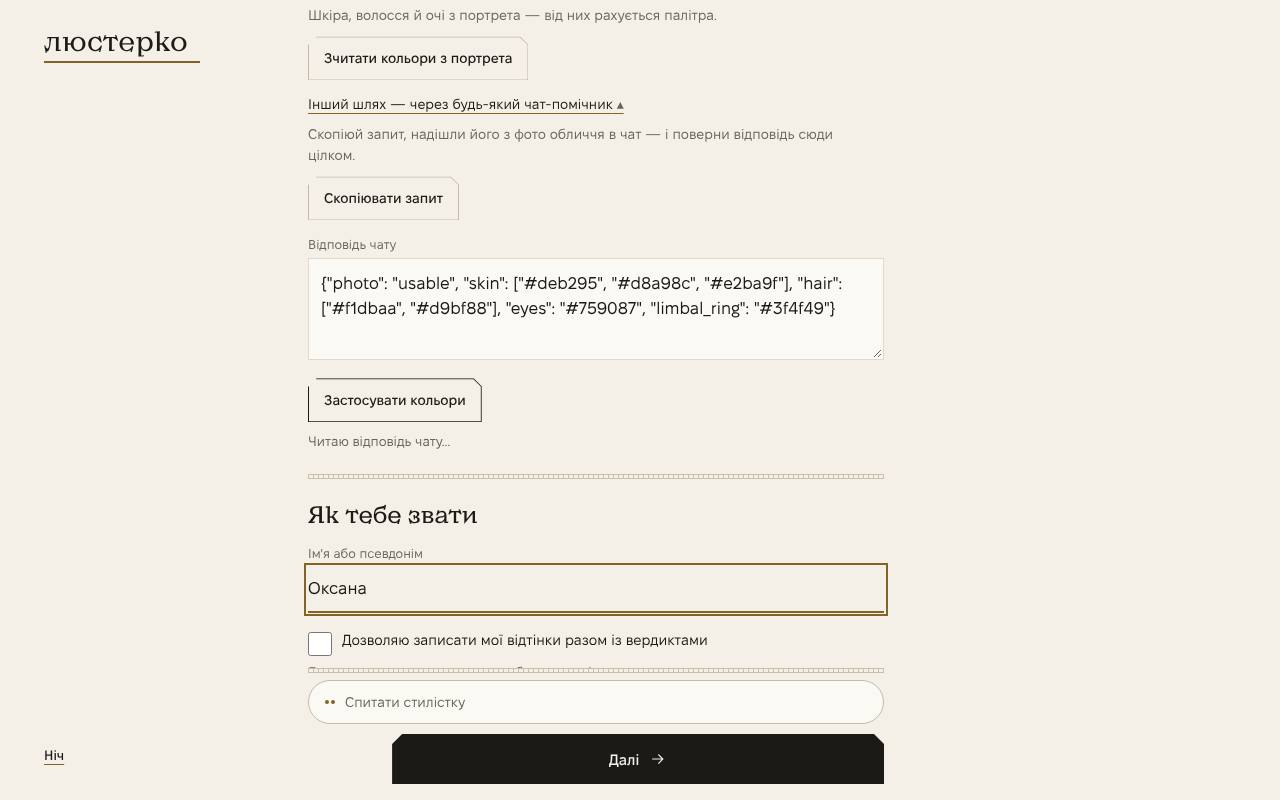 люстерко
Шкіра, волосся й очі з портрета — від них рахується палітра.
Зчитати кольори з портрета
Інший шлях — через будь-який чат-помічник ▴
Скопіюй запит, надішли його з фото обличчя в чат — і поверни відповідь сюди
цілком.
Скопіювати запит
Відповідь чату
{"photo": "usable", "skin": ["#deb295", "#d8a98c", "#e2ba9f"], "hair":
["#f1dbaa", "#d9bf88"], "eyes": "#759087", "limbal_ring": "#3f4f49"}
Застосувати кольори
Читаю відповідь чату…
Як тебе звати
Ім'я або псевдонім
Оксана
Дозволяю записати мої відтінки разом із вердиктами
Спитати стилістку
Ніч
Далі →